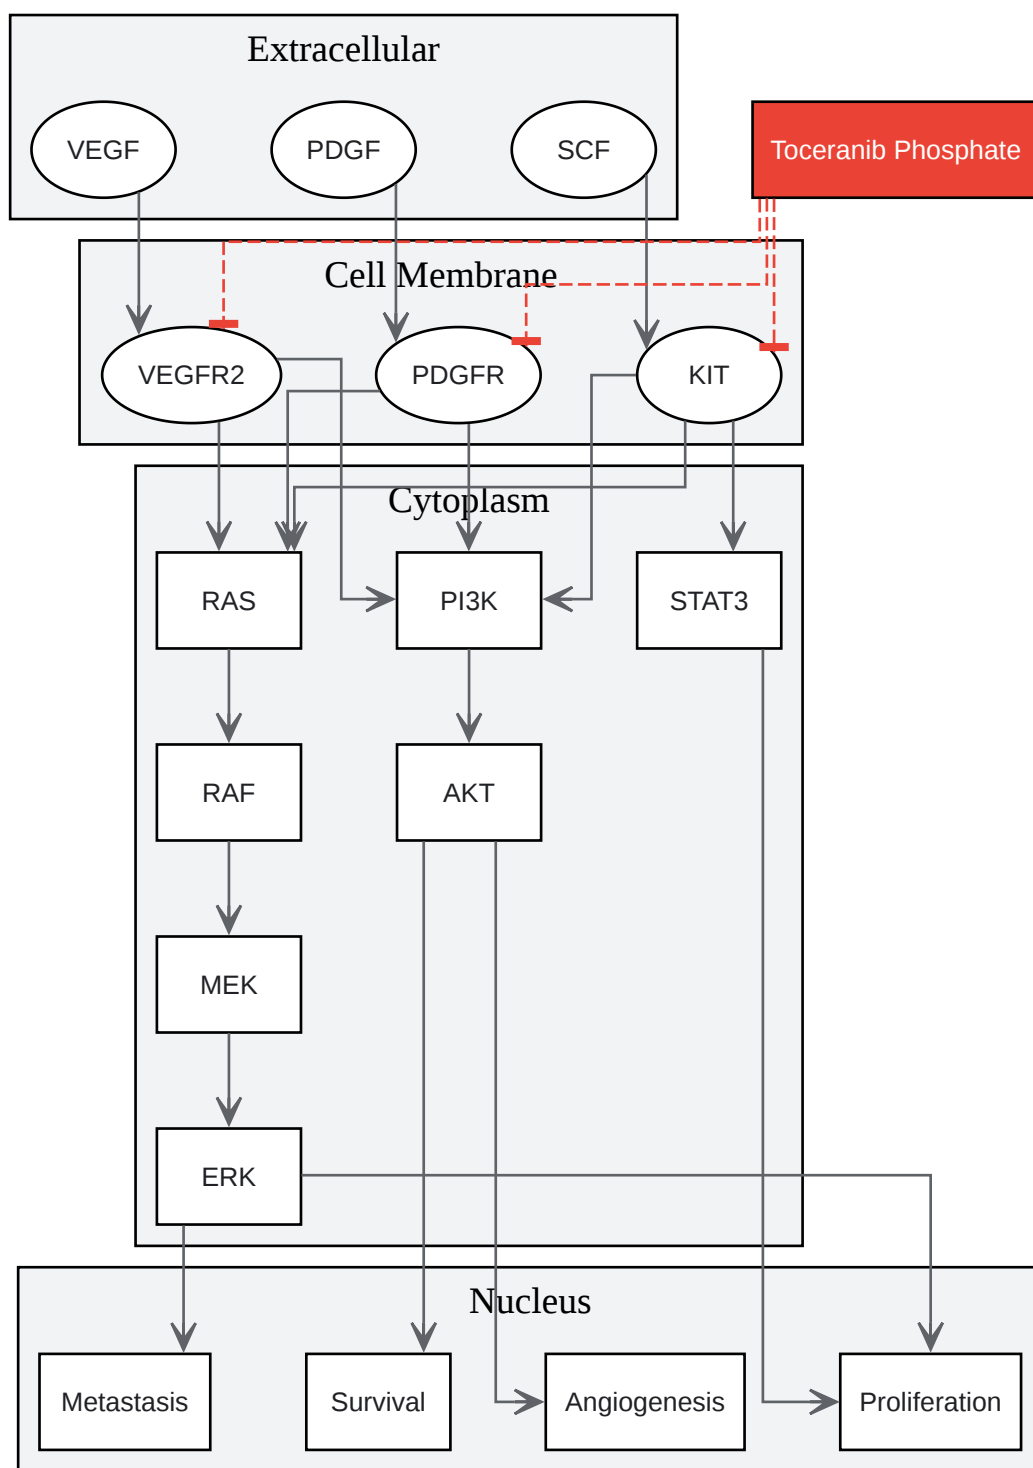 Extracellular
VEGF
PDGF
SCF
Toceranib Phosphate
Cell Membrane
VEGFR2
PDGFR
KIT
Cytoplasm
RAS
PI3K
STAT3
RAF
AKT
MEK
ERK
Nucleus
Metastasis
Survival
Angiogenesis
Proliferation